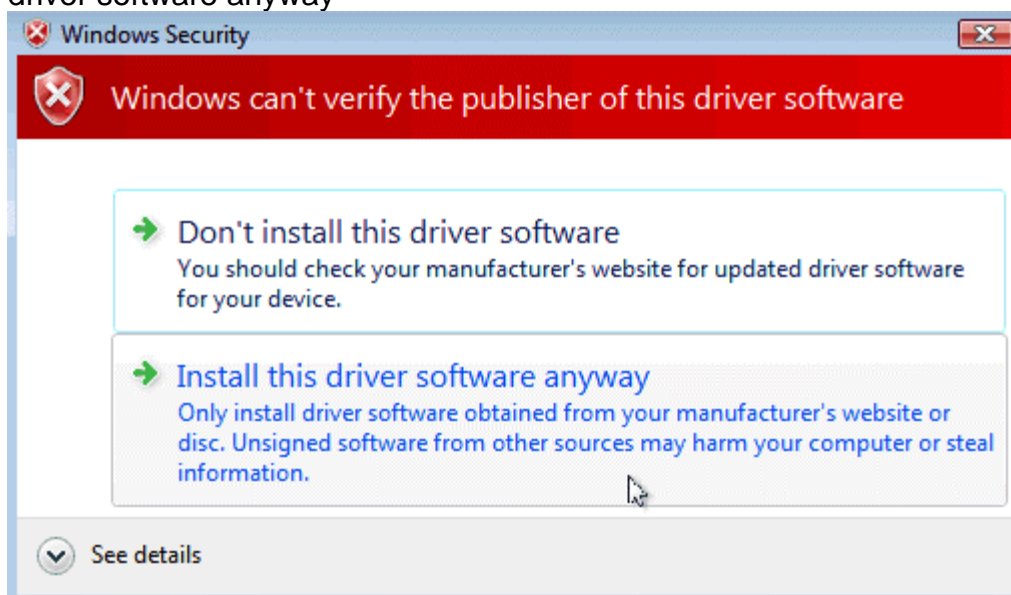 driver software anyway
Windows Security
Windows can't verify the publisher of this driver software
Don't install this driver software
You should check your manufacturer's website for updated driver software
for your device.
Install this driver software anyway
Only install driver software obtained from your manufacturer's website or
disc. Unsigned software from other sources may harm your computer or steal
information.
See details